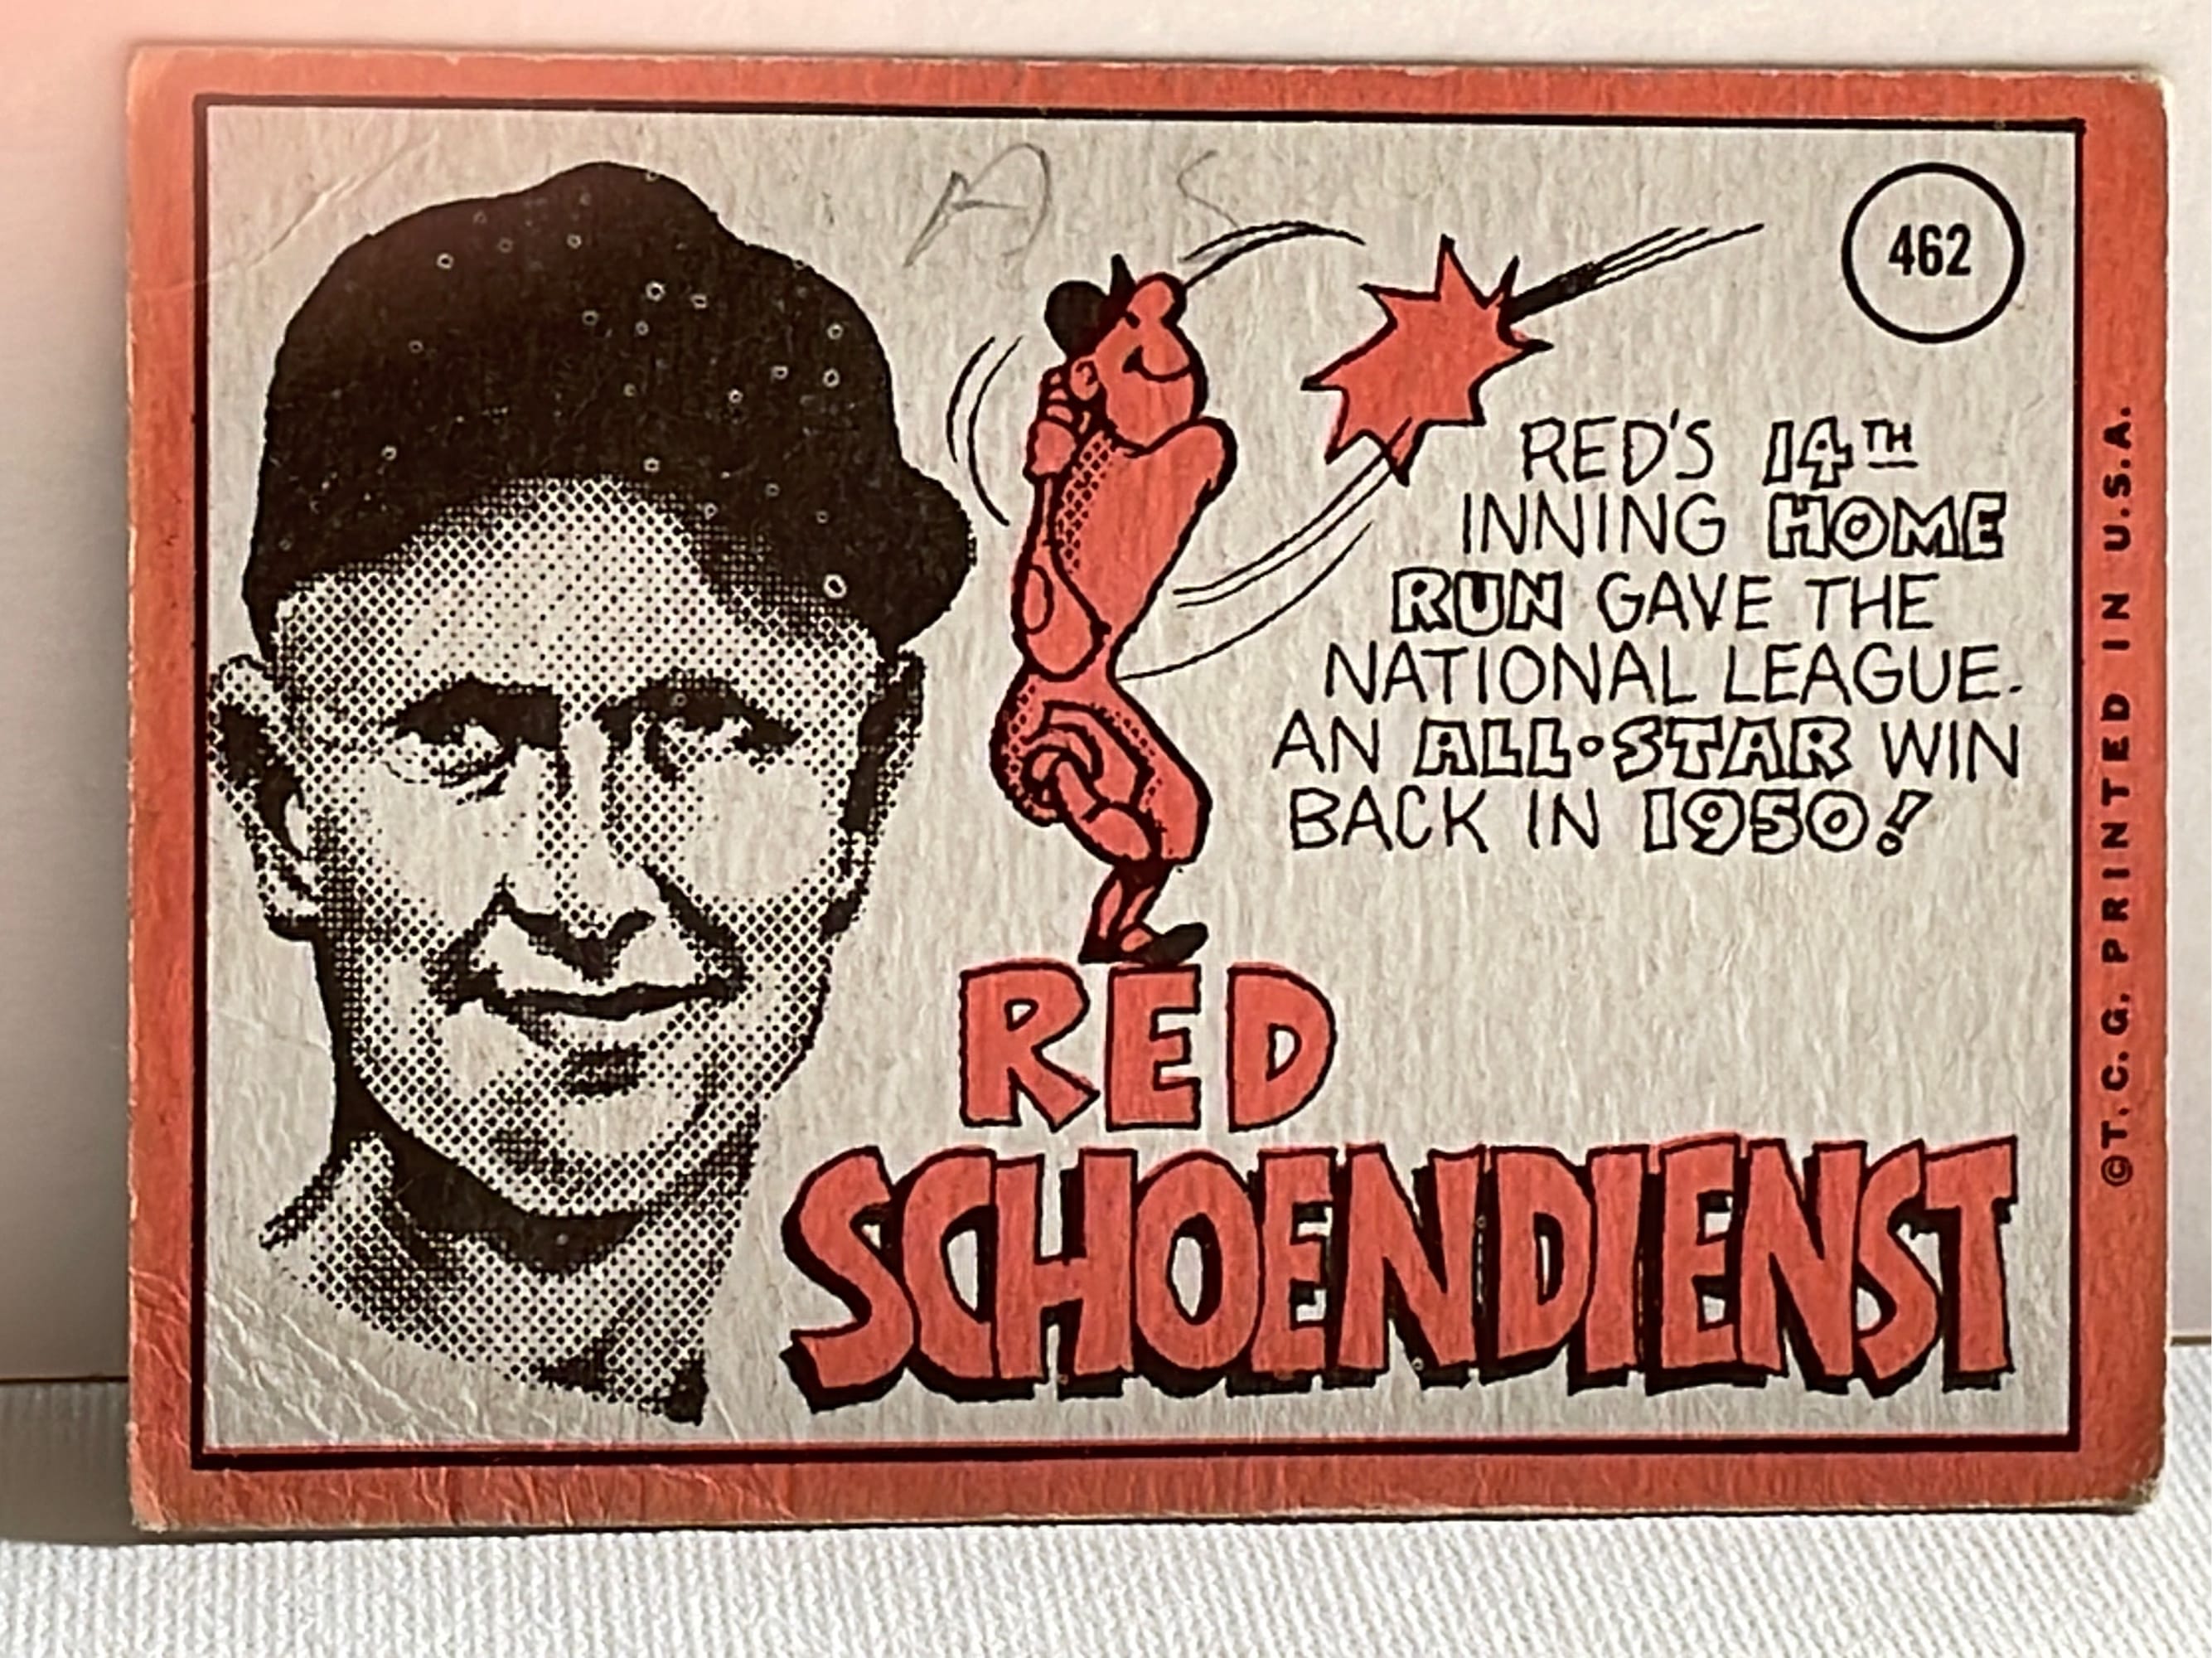 A S
462
RED'S 14TH
INNING HOME
RUN GAVE THE
NATIONAL LEAGUE
AN ALL-STAR WIN
BACK IN 1950!
RED
SCHOENDIENST
© T.C.G. PRINTED IN U.S.A.